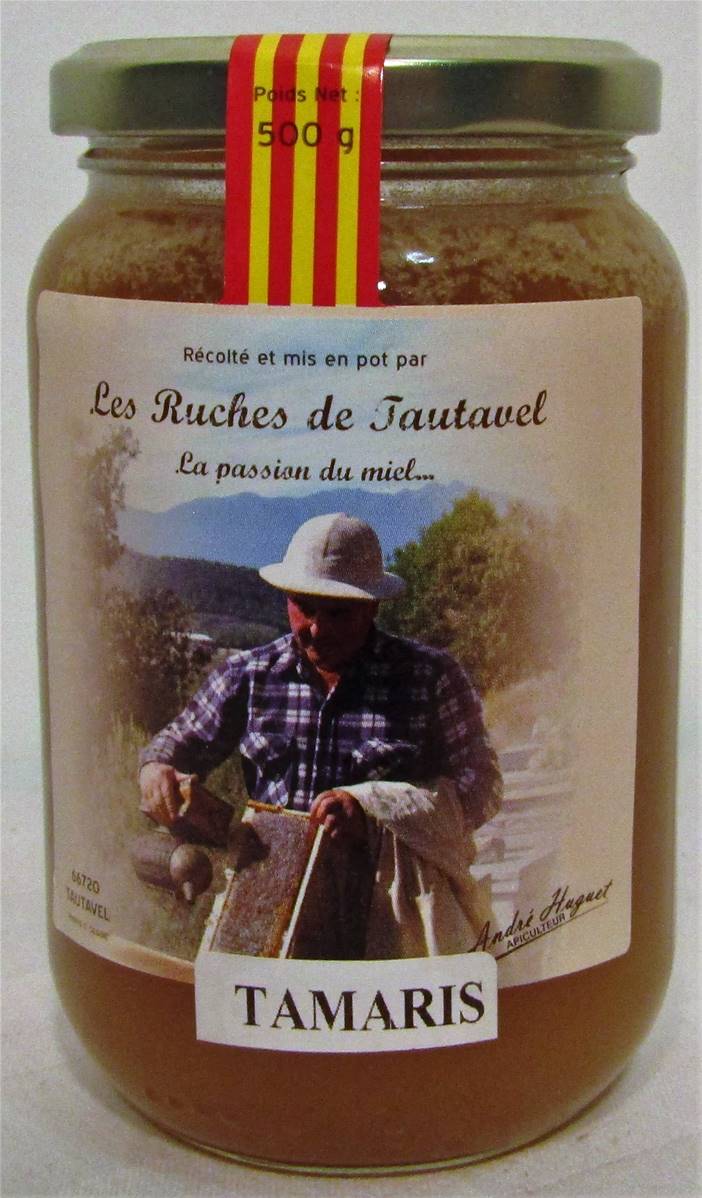 Poids Net :
500 g
Récolté et mis en pot par
Les Ruches de Tautavel
La passion du miel...
66720
TAUTAVEL
André Huguet
APICULTEUR
TAMARIS